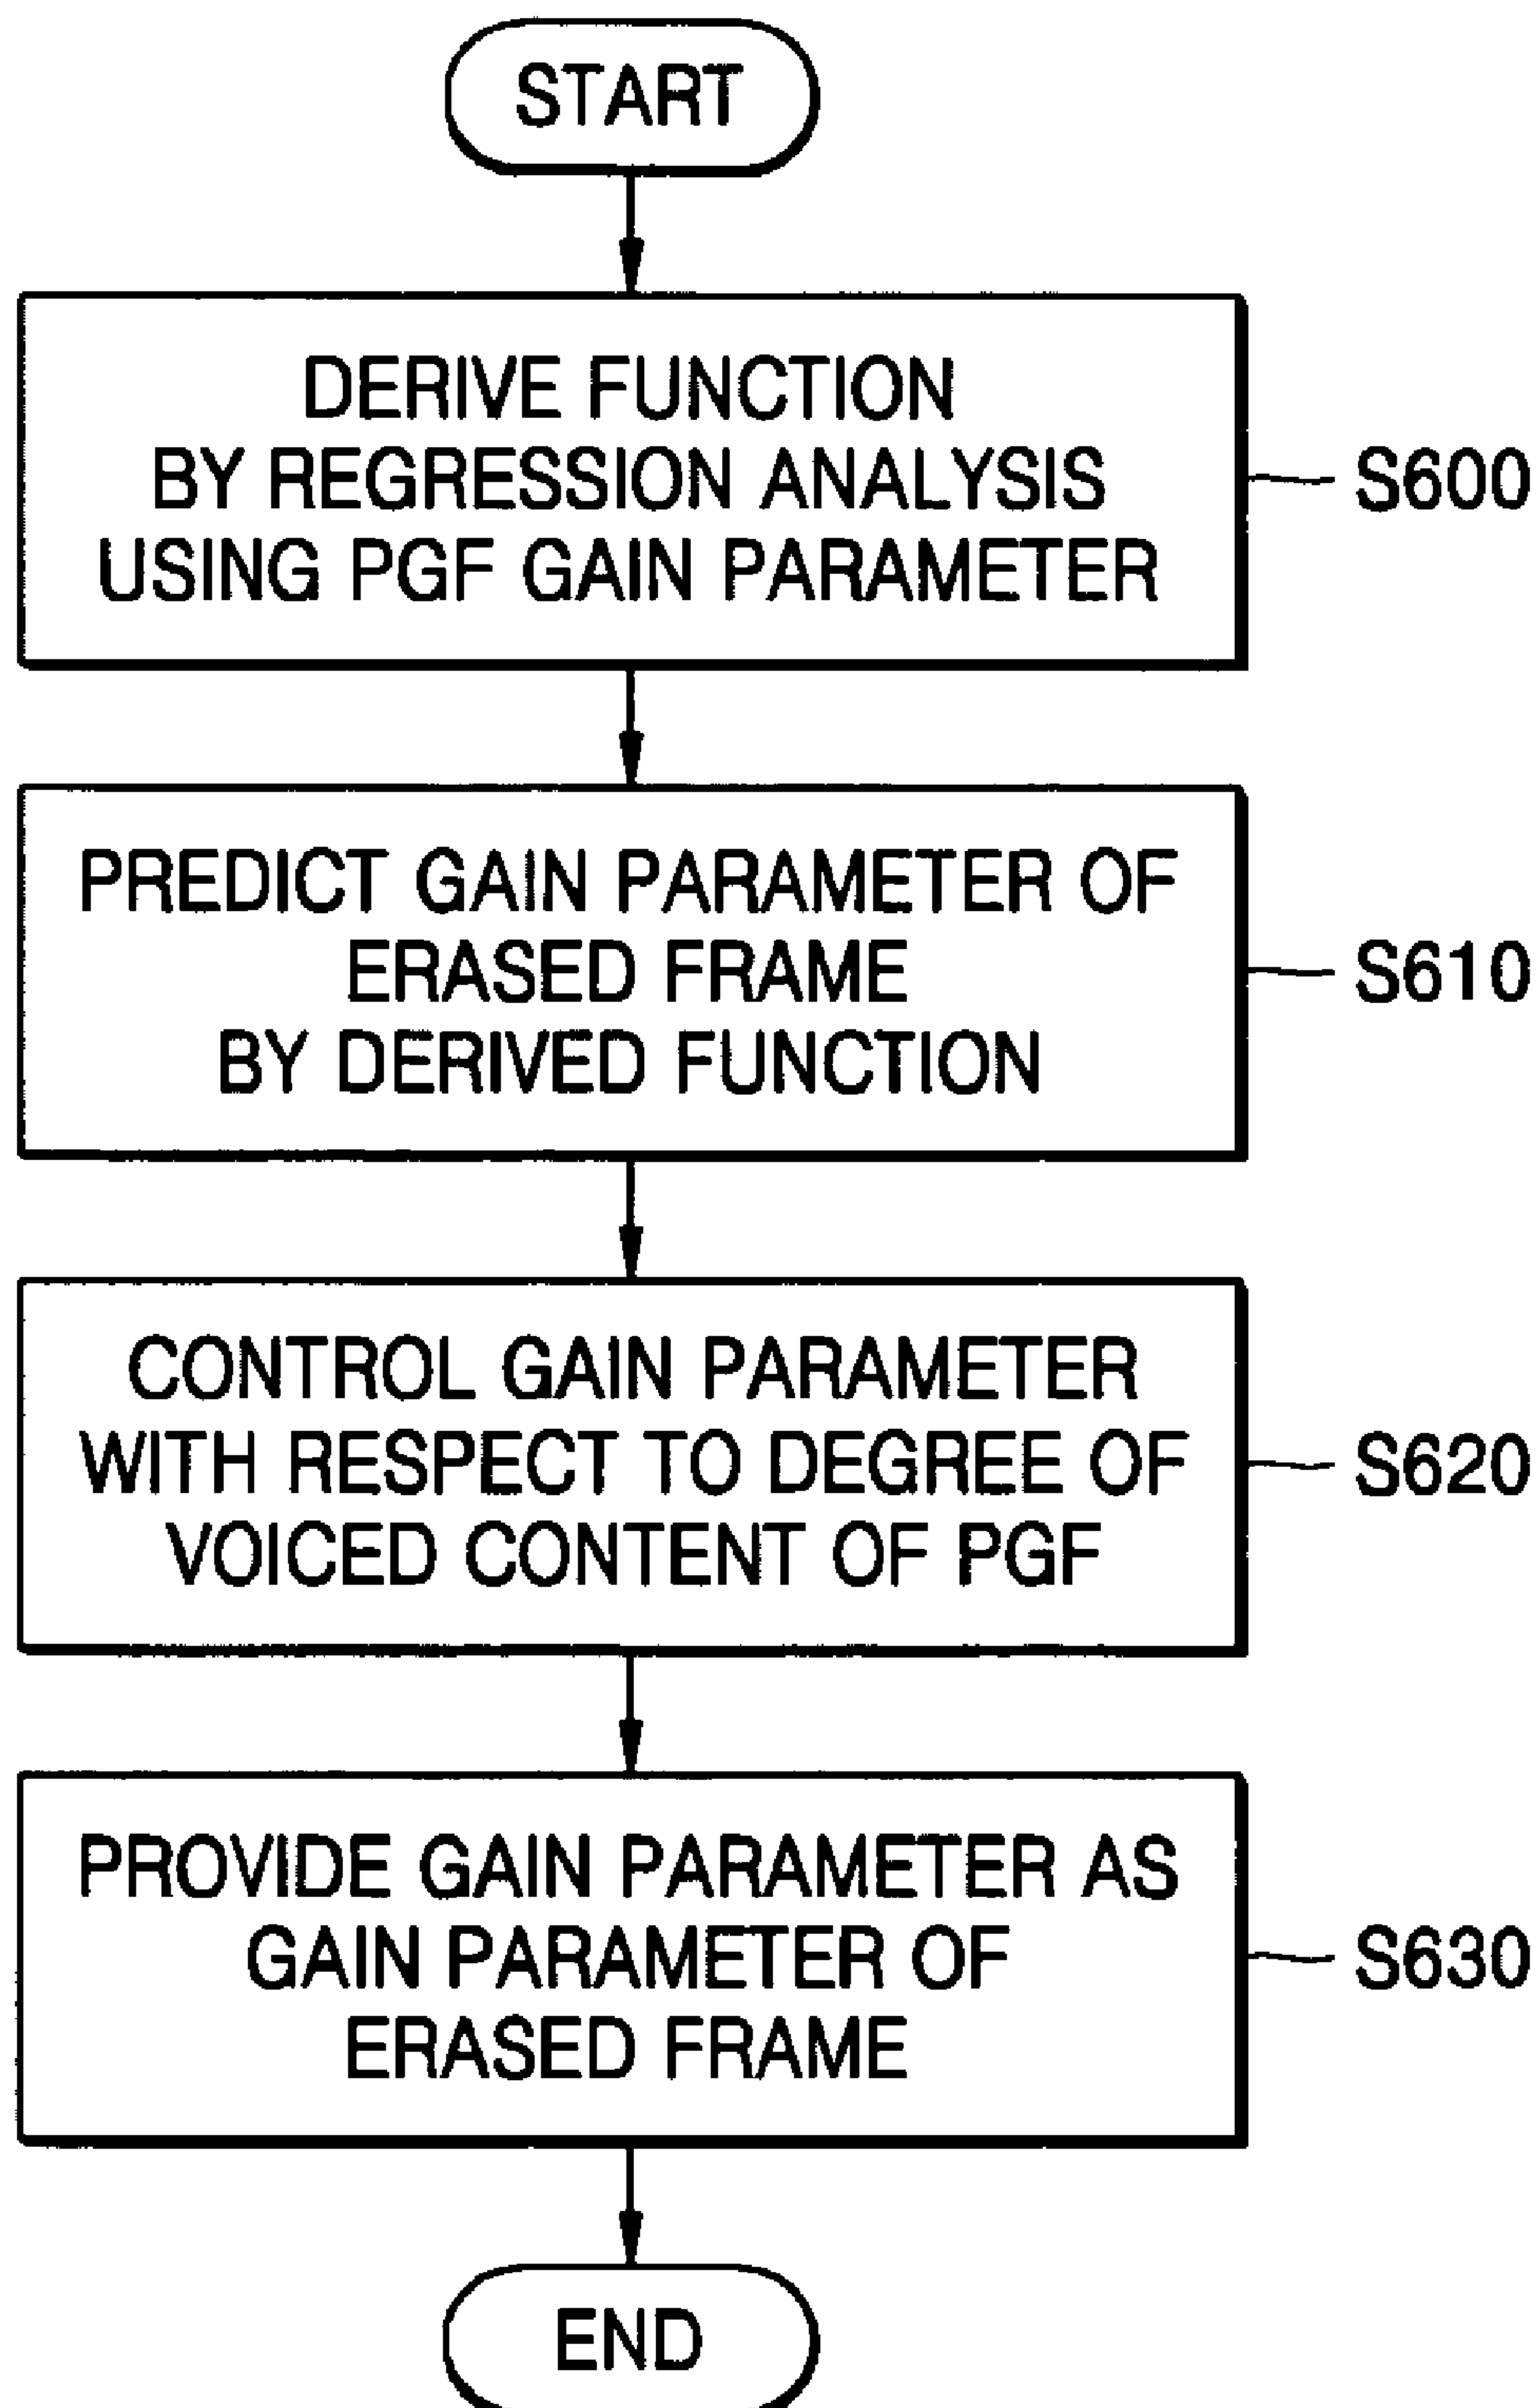 START
DERIVE FUNCTION
BY REGRESSION ANALYSIS
USING PGF GAIN PARAMETER
S600
PREDICT GAIN PARAMETER OF
ERASED FRAME
BY DERIVED FUNCTION
S610
CONTROL GAIN PARAMETER
WITH RESPECT TO DEGREE OF
VOICED CONTENT OF PGF
S620
PROVIDE GAIN PARAMETER AS
GAIN PARAMETER OF
ERASED FRAME
S630
END